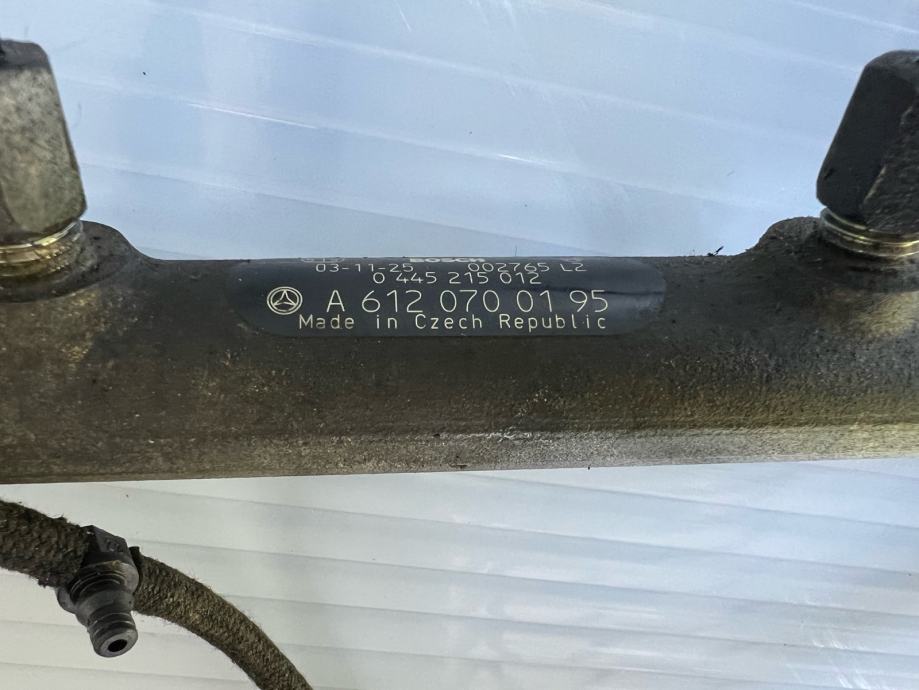 BOSCH
03-11-25 002765 L2
0 445 215 012
A 612 070 01 95
Made in Czech Republic